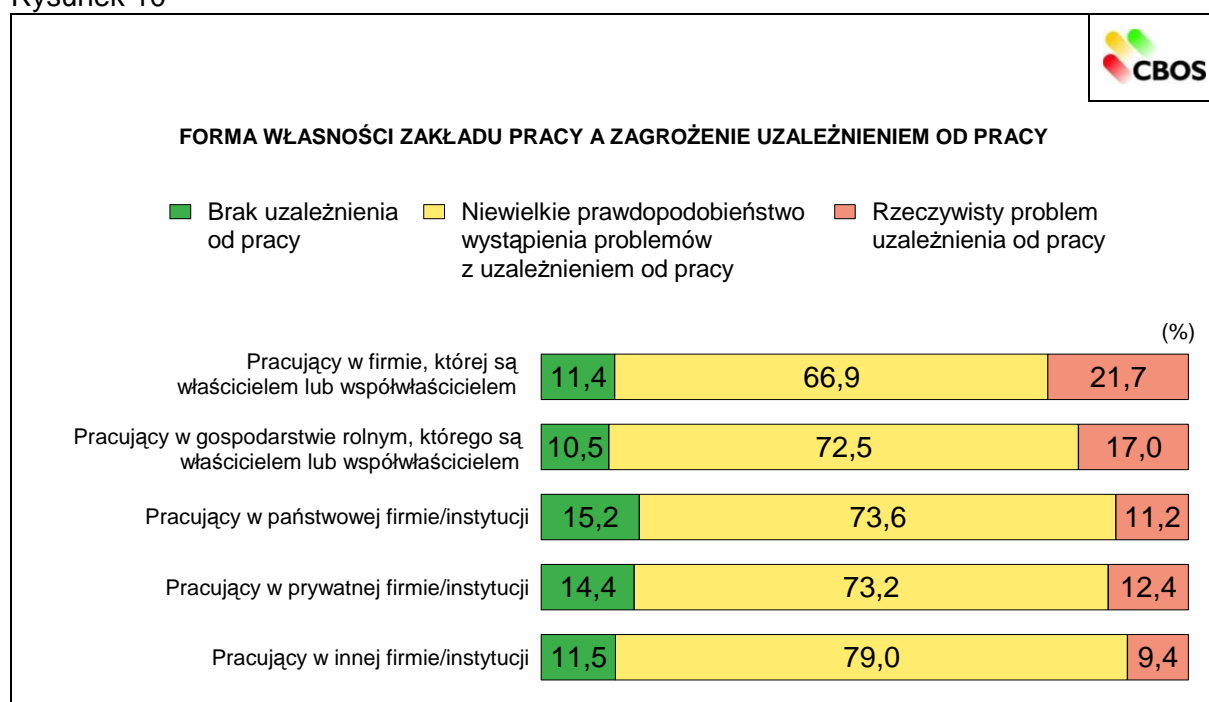 Rysunek 10
CBOS
FORMA WŁASNOŚCI ZAKŁADU PRACY A ZAGROŻENIE UZALEŻNIENIEM OD PRACY
Brak uzależnienia
od pracy
Niewielkie prawdopodobieństwo
wystąpienia problemów
z uzależnieniem od pracy
Rzeczywisty problem
uzależnienia od pracy
(%)
Pracujący w firmie, której są
właścicielem lub współwłaścicielem
11,4 66,9 21,7
Pracujący w gospodarstwie rolnym, którego są
właścicielem lub współwłaścicielem
10,5 72,5 17,0
Pracujący w państwowej firmie/instytucji 15,2 73,6 11,2
Pracujący w prywatnej firmie/instytucji 14,4 73,2 12,4
Pracujący w innej firmie/instytucji 11,5 79,0 9,4